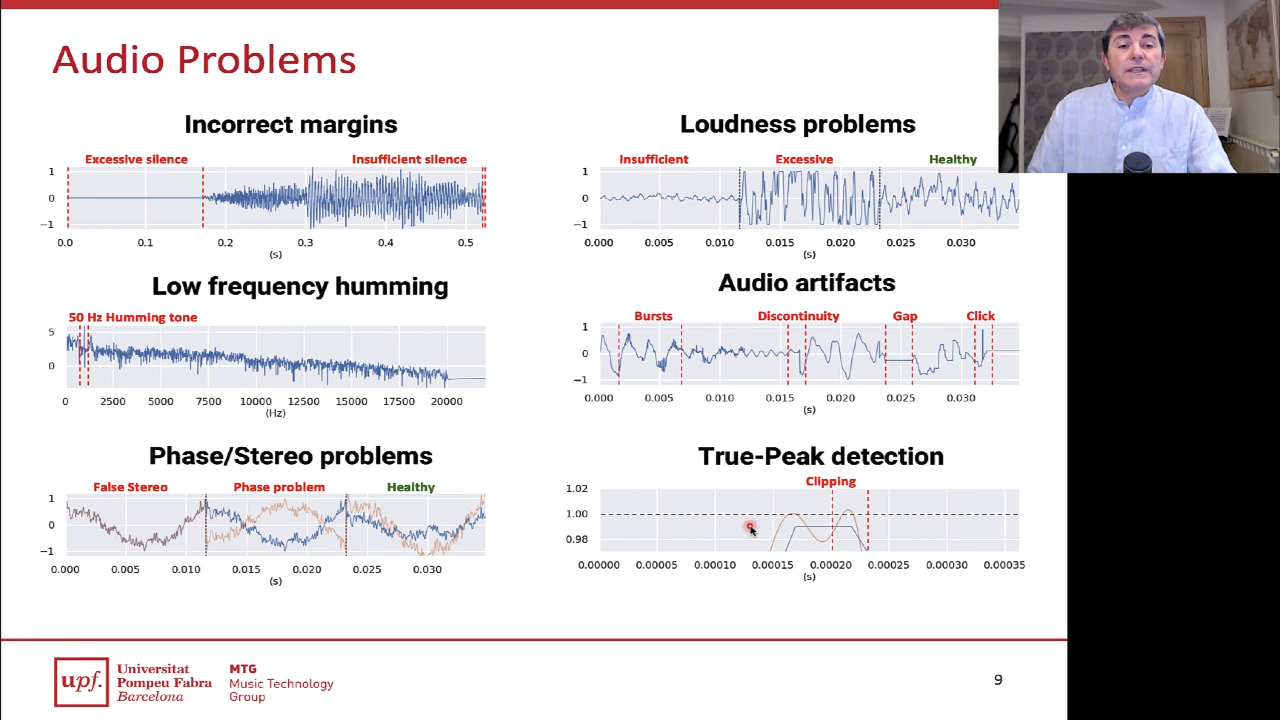 Audio Problems
Incorrect margins
Excessive silence Insufficient silence
1
0
−1
0.0 0.1 0.2 0.3 0.4 0.5
(s)
Loudness problems
Insufficient Excessive Healthy
1
0
−1
0.000 0.005 0.010 0.015 0.020 0.025 0.030
(s)
Low frequency humming
50 Hz Humming tone
5
0
0 2500 5000 7500 10000 12500 15000 17500 20000
(Hz)
Audio artifacts
Bursts Discontinuity Gap Click
1
0
−1
0.000 0.005 0.010 0.015 0.020 0.025 0.030
(s)
Phase/Stereo problems
False Stereo Phase problem Healthy
1
0
−1
0.000 0.005 0.010 0.015 0.020 0.025 0.030
(s)
True-Peak detection
Clipping
1.02
1.00
0.98
0.00000 0.00005 0.00010 0.00015 0.00020 0.00025 0.00030 0.00035
(s)
upf.
Universitat
Pompeu Fabra
Barcelona
MTG
Music Technology
Group
9